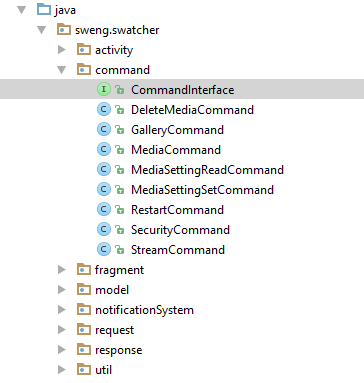 java
sweng.swatcher
activity
command
I CommandInterface
C DeleteMediaCommand
C GalleryCommand
C MediaCommand
C MediaSettingReadCommand
C MediaSettingSetCommand
C RestartCommand
C SecurityCommand
C StreamCommand
fragment
model
notificationSystem
request
response
util